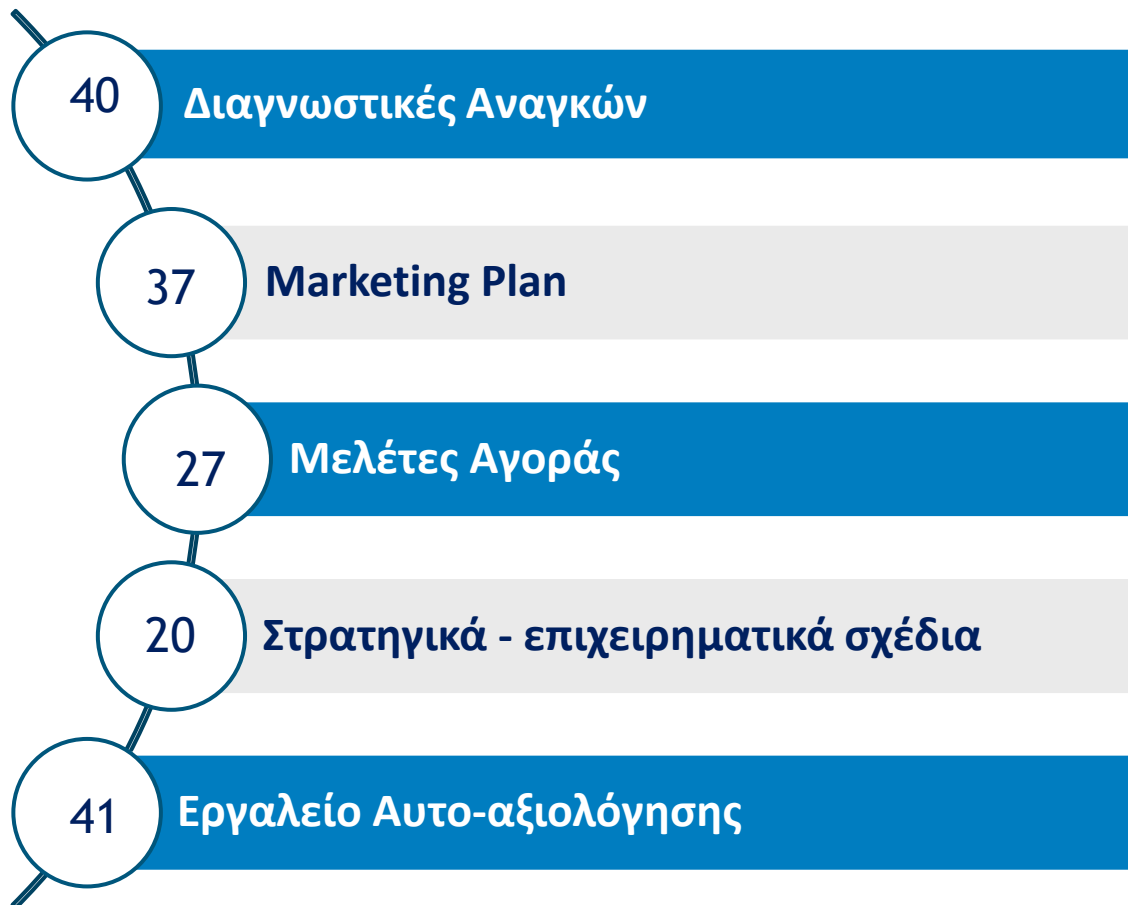 40
Διαγνωστικές Αναγκών
37
Marketing Plan
27
Μελέτες Αγοράς
20
Στρατηγικά - επιχειρηματικά σχέδια
41
Εργαλείο Αυτο-αξιολόγησης